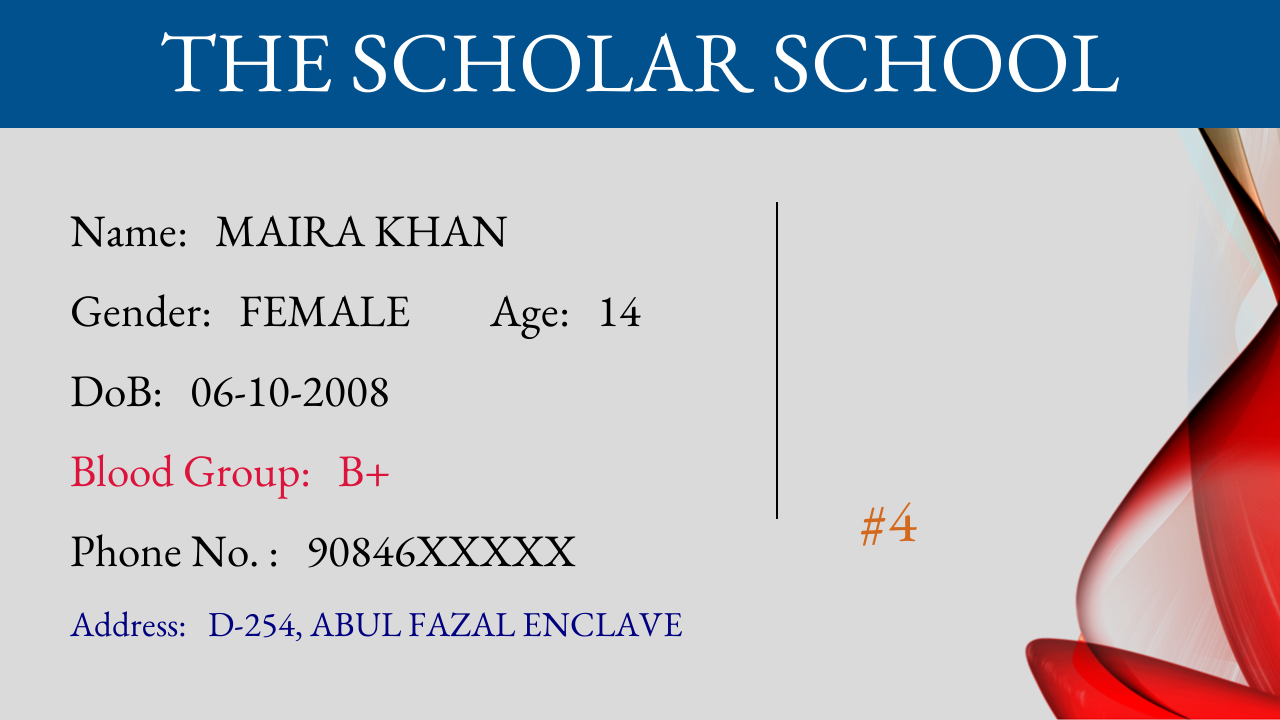 THE SCHOLAR SCHOOL
Name: MAIRA KHAN
Gender: FEMALE Age: 14
DoB: 06-10-2008
Blood Group: B+
Phone No. : 90846XXXXX
Address: D-254, ABUL FAZAL ENCLAVE
#4